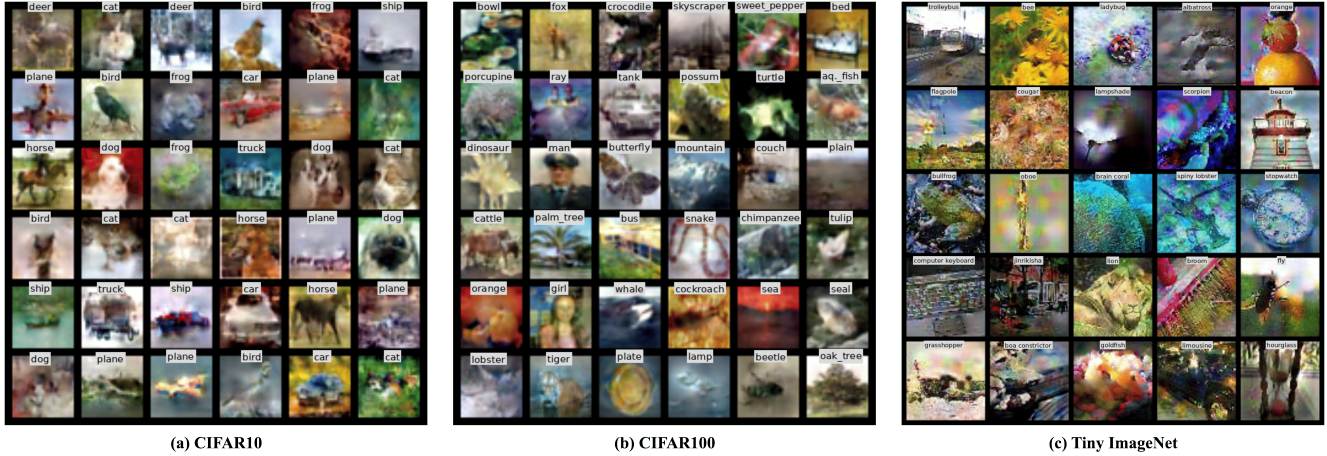 deer cat deer bird frog ship
plane bird frog car plane cat
horse dog frog truck dog cat
bird cat cat horse plane dog
ship truck ship car horse plane
dog plane plane bird car cat
(a) CIFAR10
bowl fox crocodile skyscraper sweet_pepper bed
porcupine ray tank possum turtle aq._fish
dinosaur man butterfly mountain couch plain
cattle palm_tree bus snake chimpanzee tulip
orange girl whale cockroach sea seal
lobster tiger plate lamp beetle oak_tree
(b) CIFAR100
trolleybus bee ladybug albatross orange
flagpole cougar lampshade scorpion beacon
bullfrog oboe brain coral spiny lobster stopwatch
computer keyboard jinrikisha lion broom fly
grasshopper boa constrictor goldfish limousine hourglass
(c) Tiny ImageNet